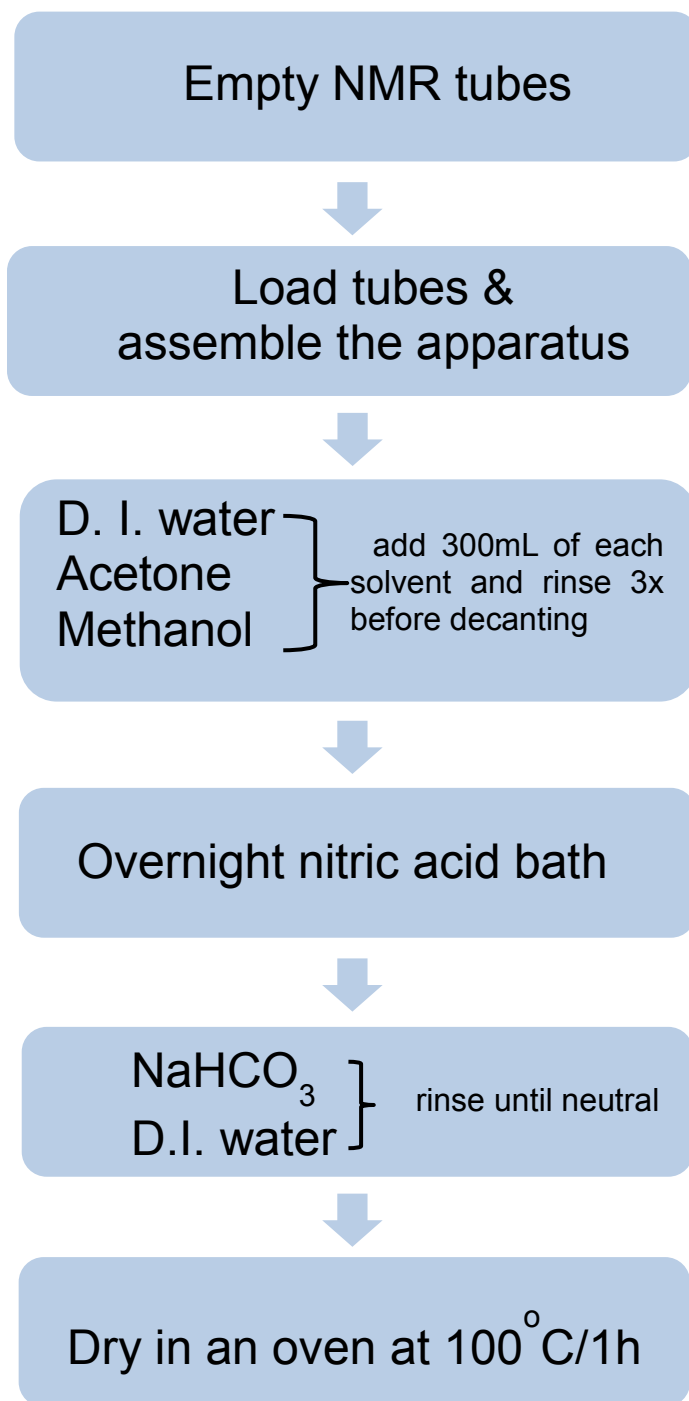 Empty NMR tubes
Load tubes &
assemble the apparatus
D. I. water
Acetone
Methanol
add 300mL of each
solvent and rinse 3x
before decanting
Overnight nitric acid bath
NaHCO₃
D.I. water
rinse until neutral
Dry in an oven at 100°C/1h